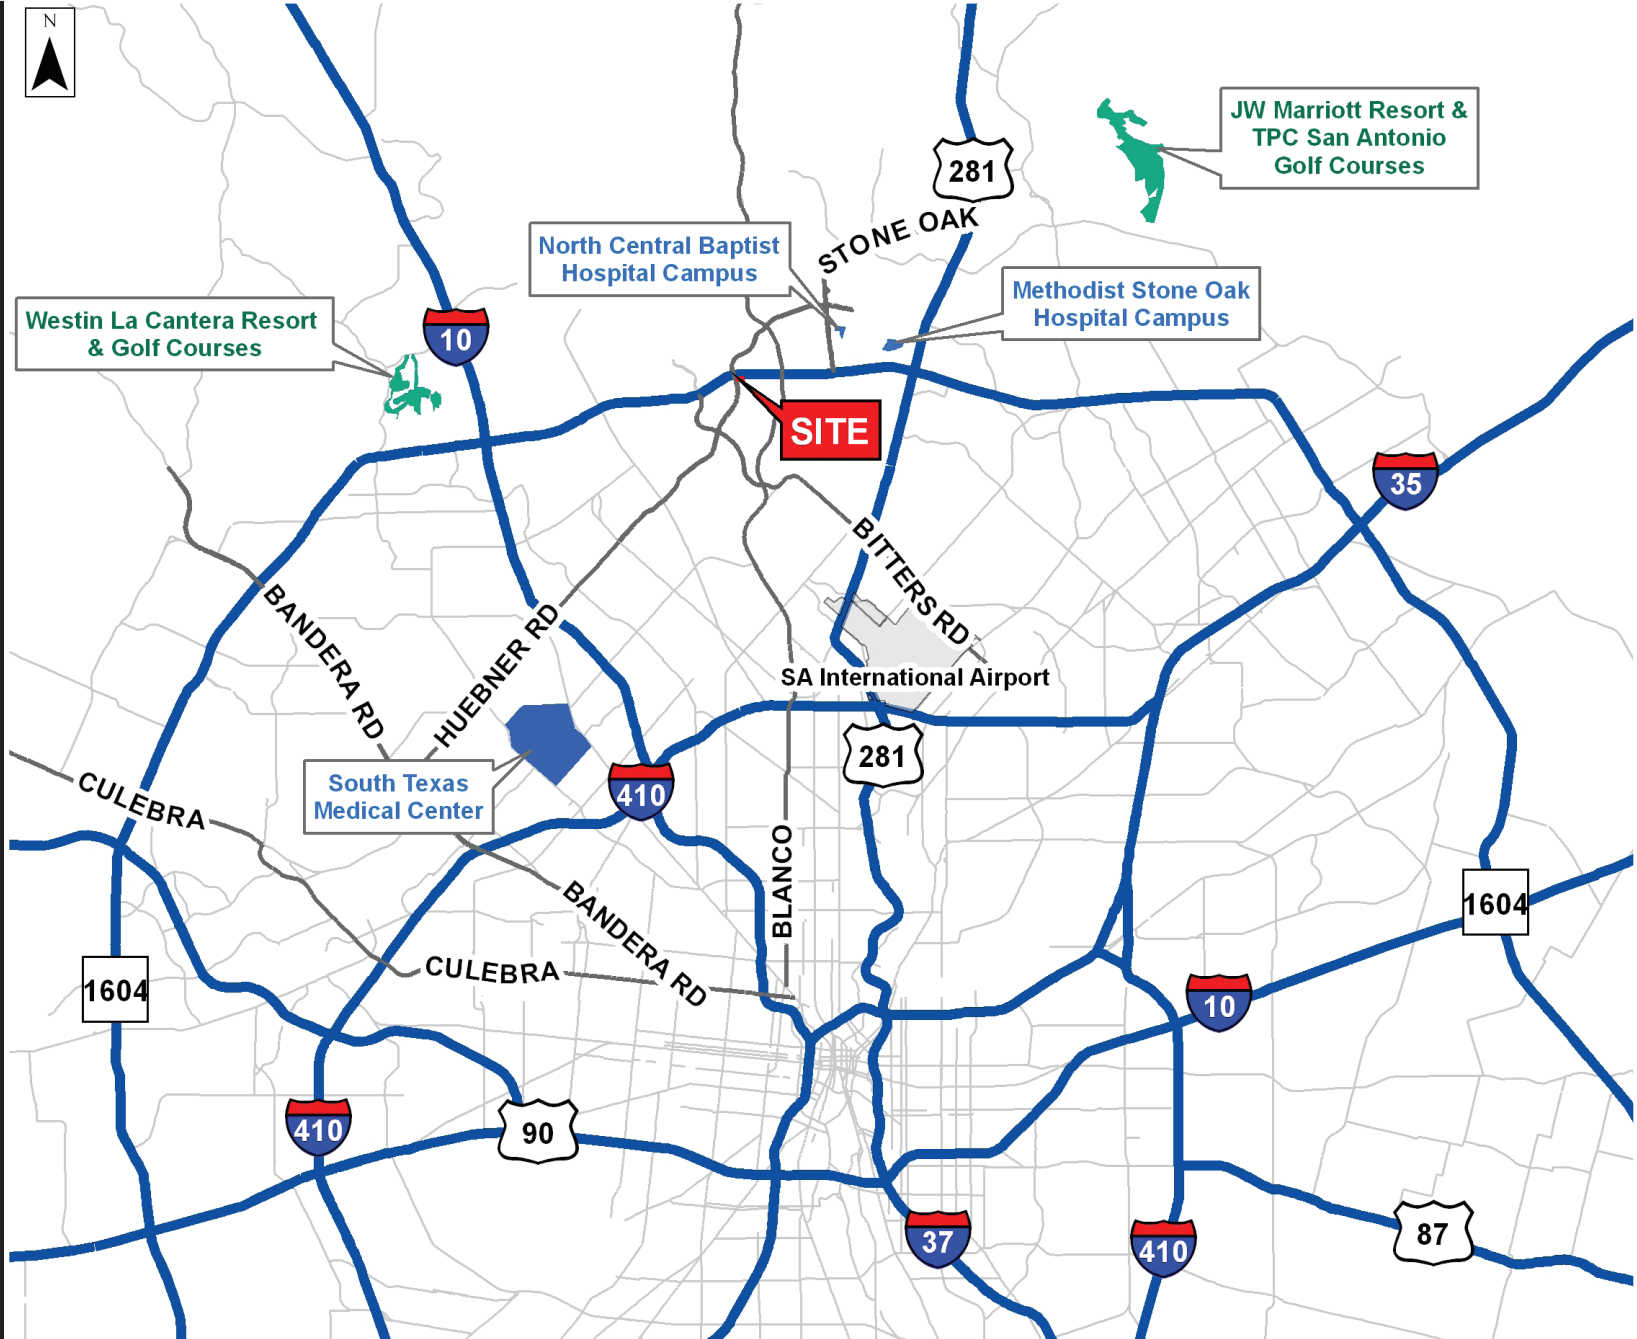 N
JW Marriott Resort &
TPC San Antonio
Golf Courses
281
STONE OAK
North Central Baptist
Hospital Campus
Methodist Stone Oak
Hospital Campus
Westin La Cantera Resort
& Golf Courses
10
SITE
35
BITTERS RD
BANDERA RD
HUEBNER RD
SA International Airport
281
South Texas
Medical Center
410
CULEBRA
BLANCO
1604
BANDERA RD
CULEBRA
1604
10
410
90
37
410
87